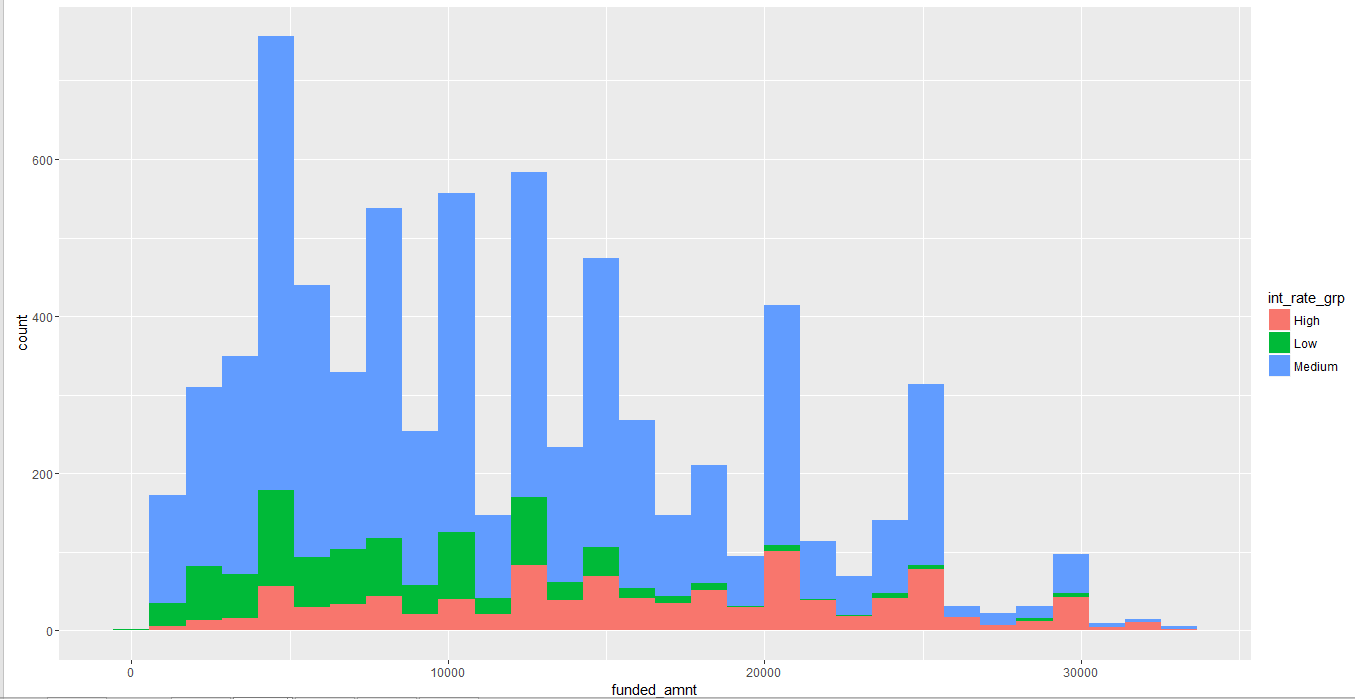 count
600
400
200
0
0
10000
20000
30000
funded_amnt
int_rate_grp
High
Low
Medium